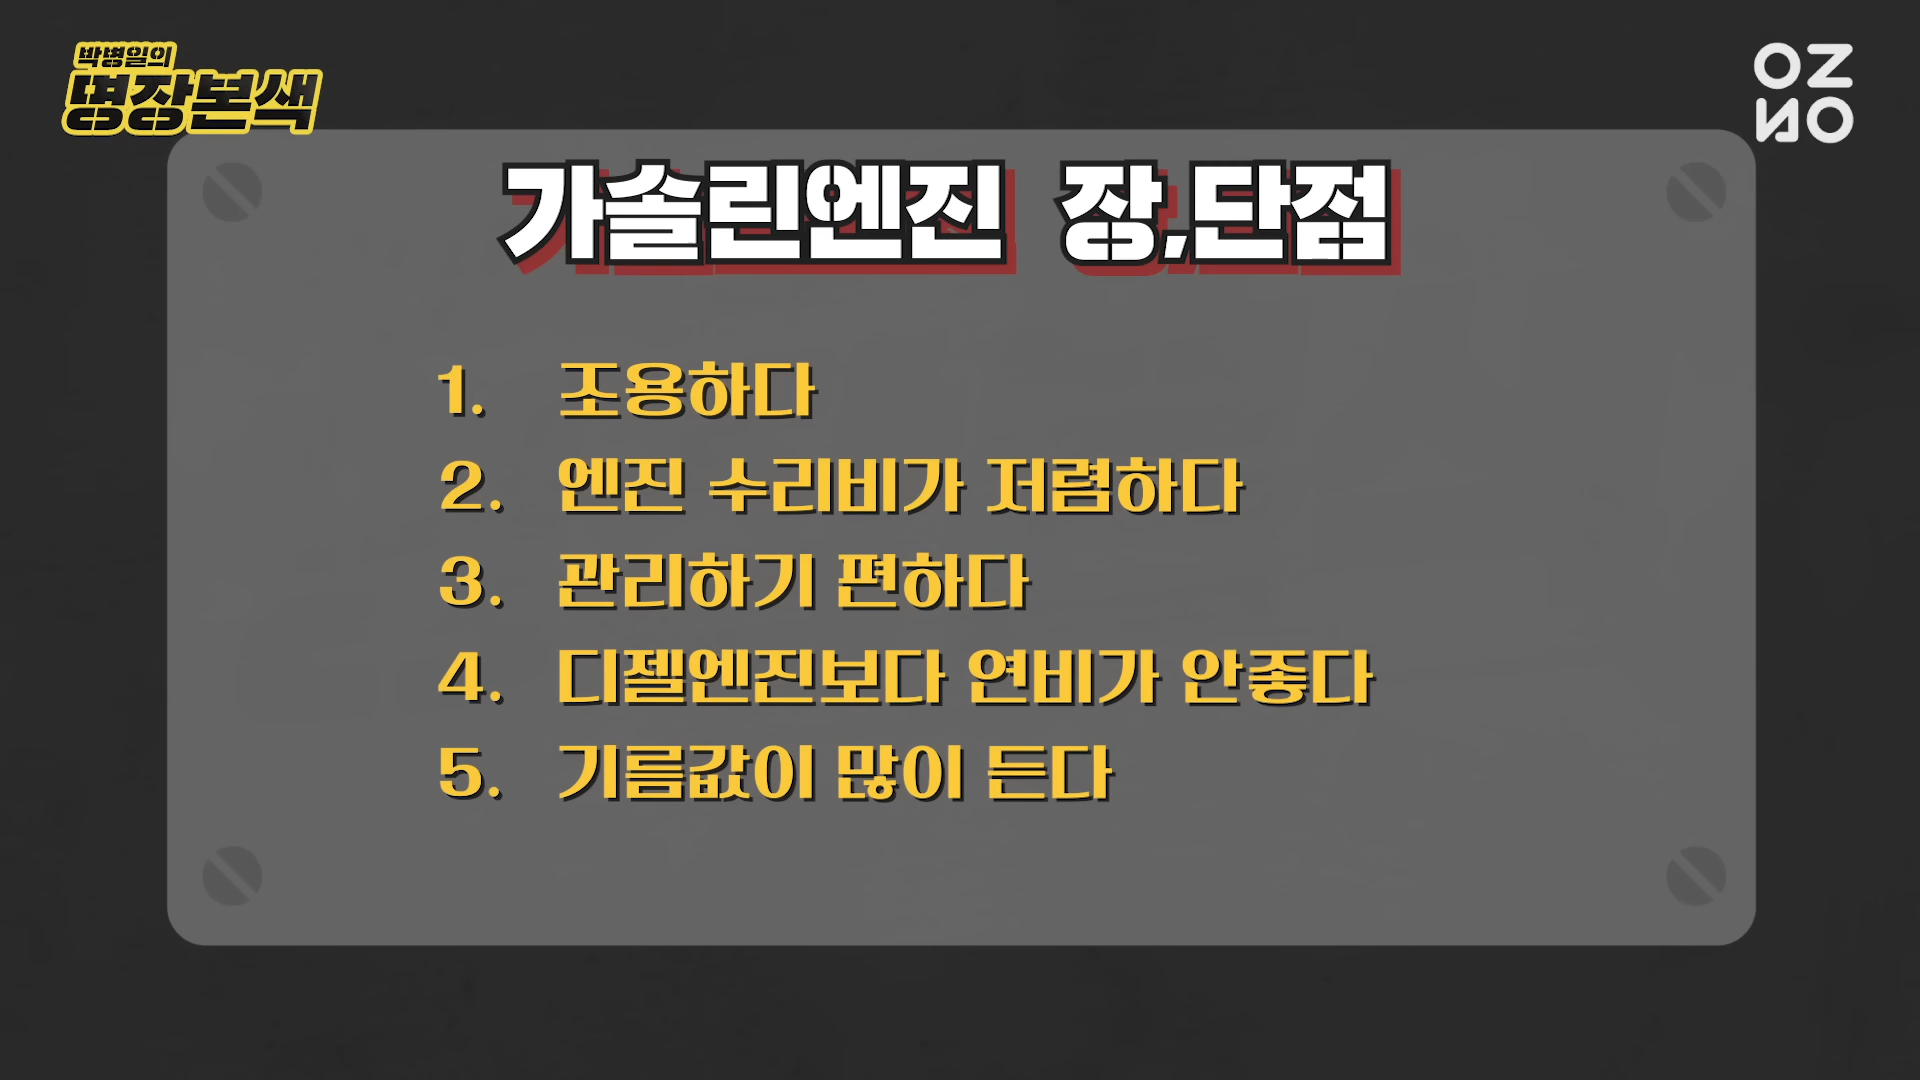 박병일의
명장본색
OZ
NO
가솔린엔진 장,단점
1. 조용하다
2. 엔진 수리비가 저렴하다
3. 관리하기 편하다
4. 디젤엔진보다 연비가 안좋다
5. 기름값이 많이 든다